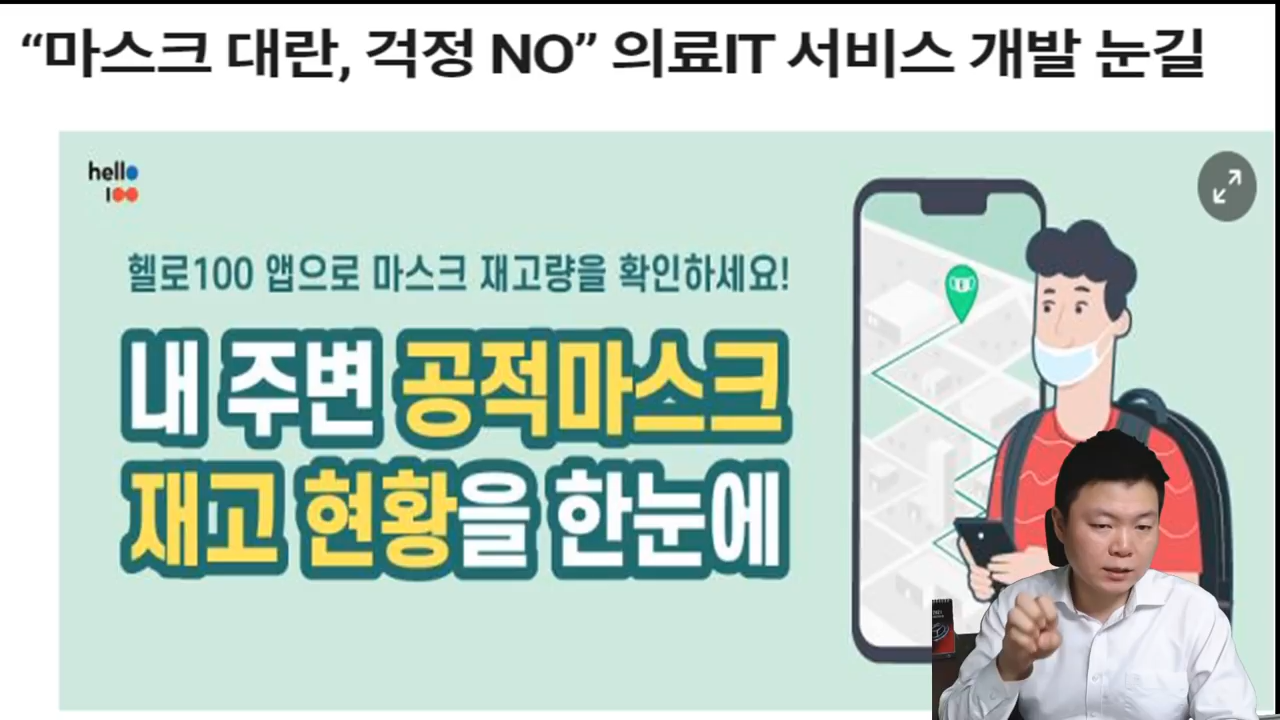 “마스크 대란, 걱정 NO” 의료IT 서비스 개발 눈길
hello
100
헬로100 앱으로 마스크 재고량을 확인하세요!
내 주변 공적마스크
재고 현황을 한눈에